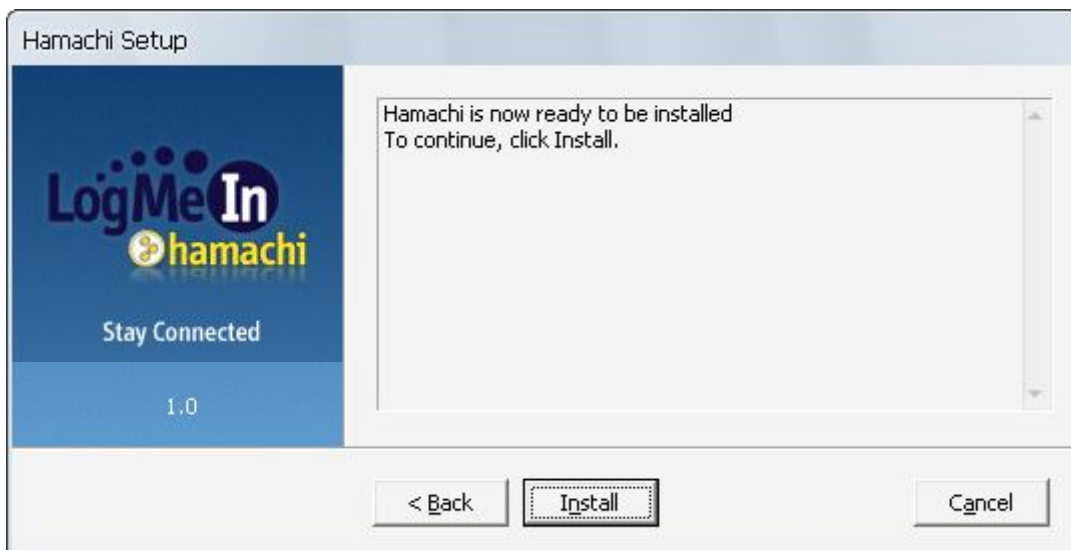 Hamachi Setup
LogMeIn
hamachi
Stay Connected
1.0
Hamachi is now ready to be installed
To continue, click Install.
< Back
Install
Cancel